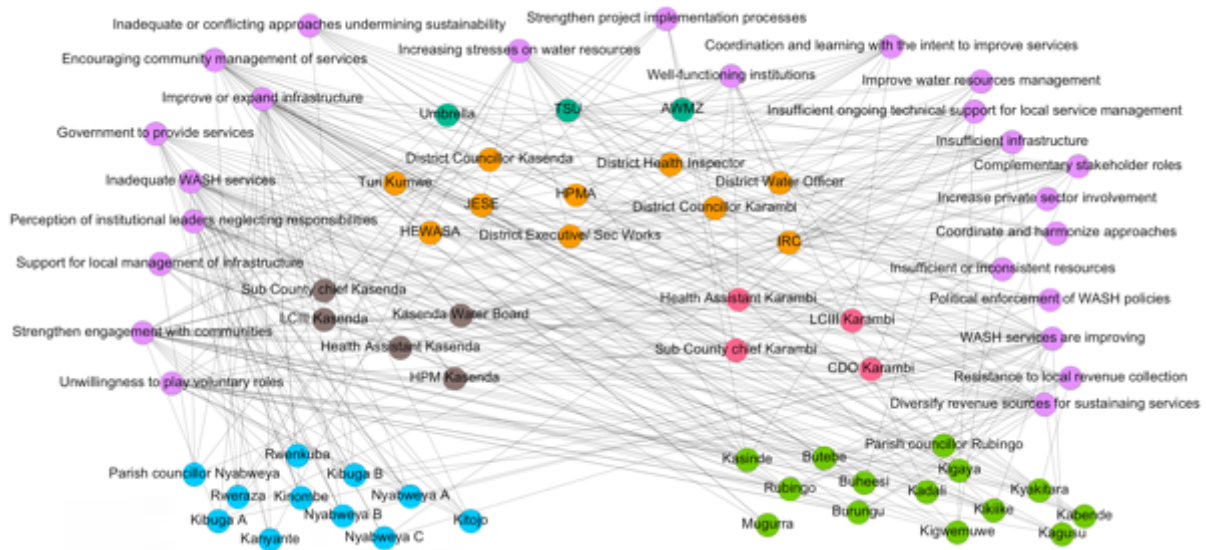 Inadequate or conflicting approaches undermining sustainability
Strengthen project implementation processes
Encouraging community management of services
Increasing stresses on water resources
Coordination and learning with the intent to improve services
Improve or expand infrastructure
Well-functioning institutions
Improve water resources management
Umbrella
TSU
AWMZ
Insufficient ongoing technical support for local service management
Government to provide services
Insufficient infrastructure
District Councillor Kasenda
District Health Inspector
Complementary stakeholder roles
Inadequate WASH services
Turi Kumwe
HPMA
District Water Officer
Increase private sector involvement
JESE
District Councillor Karambi
Perception of institutional leaders neglecting responsibilities
HEWASA
District Executive/ Sec Works
IRC
Coordinate and harmonize approaches
Support for local management of infrastructure
Insufficient or inconsistent resources
Sub County chief Kasenda
Health Assistant Karambi
Political enforcement of WASH policies
LCIII Kasenda
Kasenda Water Board
LCIII Karambi
Strengthen engagement with communities
WASH services are improving
Health Assistant Kasenda
Sub County chief Karambi
HPM Kasenda
CDO Karambi
Unwillingness to play voluntary roles
Resistance to local revenue collection
Diversify revenue sources for sustainaing services
Rwenkuba
Kasinde
Butebe
Parish councillor Rubingo
Parish councillor Nyabweya
Kibuga B
Kigaya
Rweraza
Kinombe
Nyabweya A
Rubingo
Buheesi
Kadali
Kyakitara
Kibuga A
Nyabweya B
Kitojo
Mugurra
Burungu
Kikiike
Kabende
Kanyante
Nyabweya C
Kigwemuwe
Kagusu